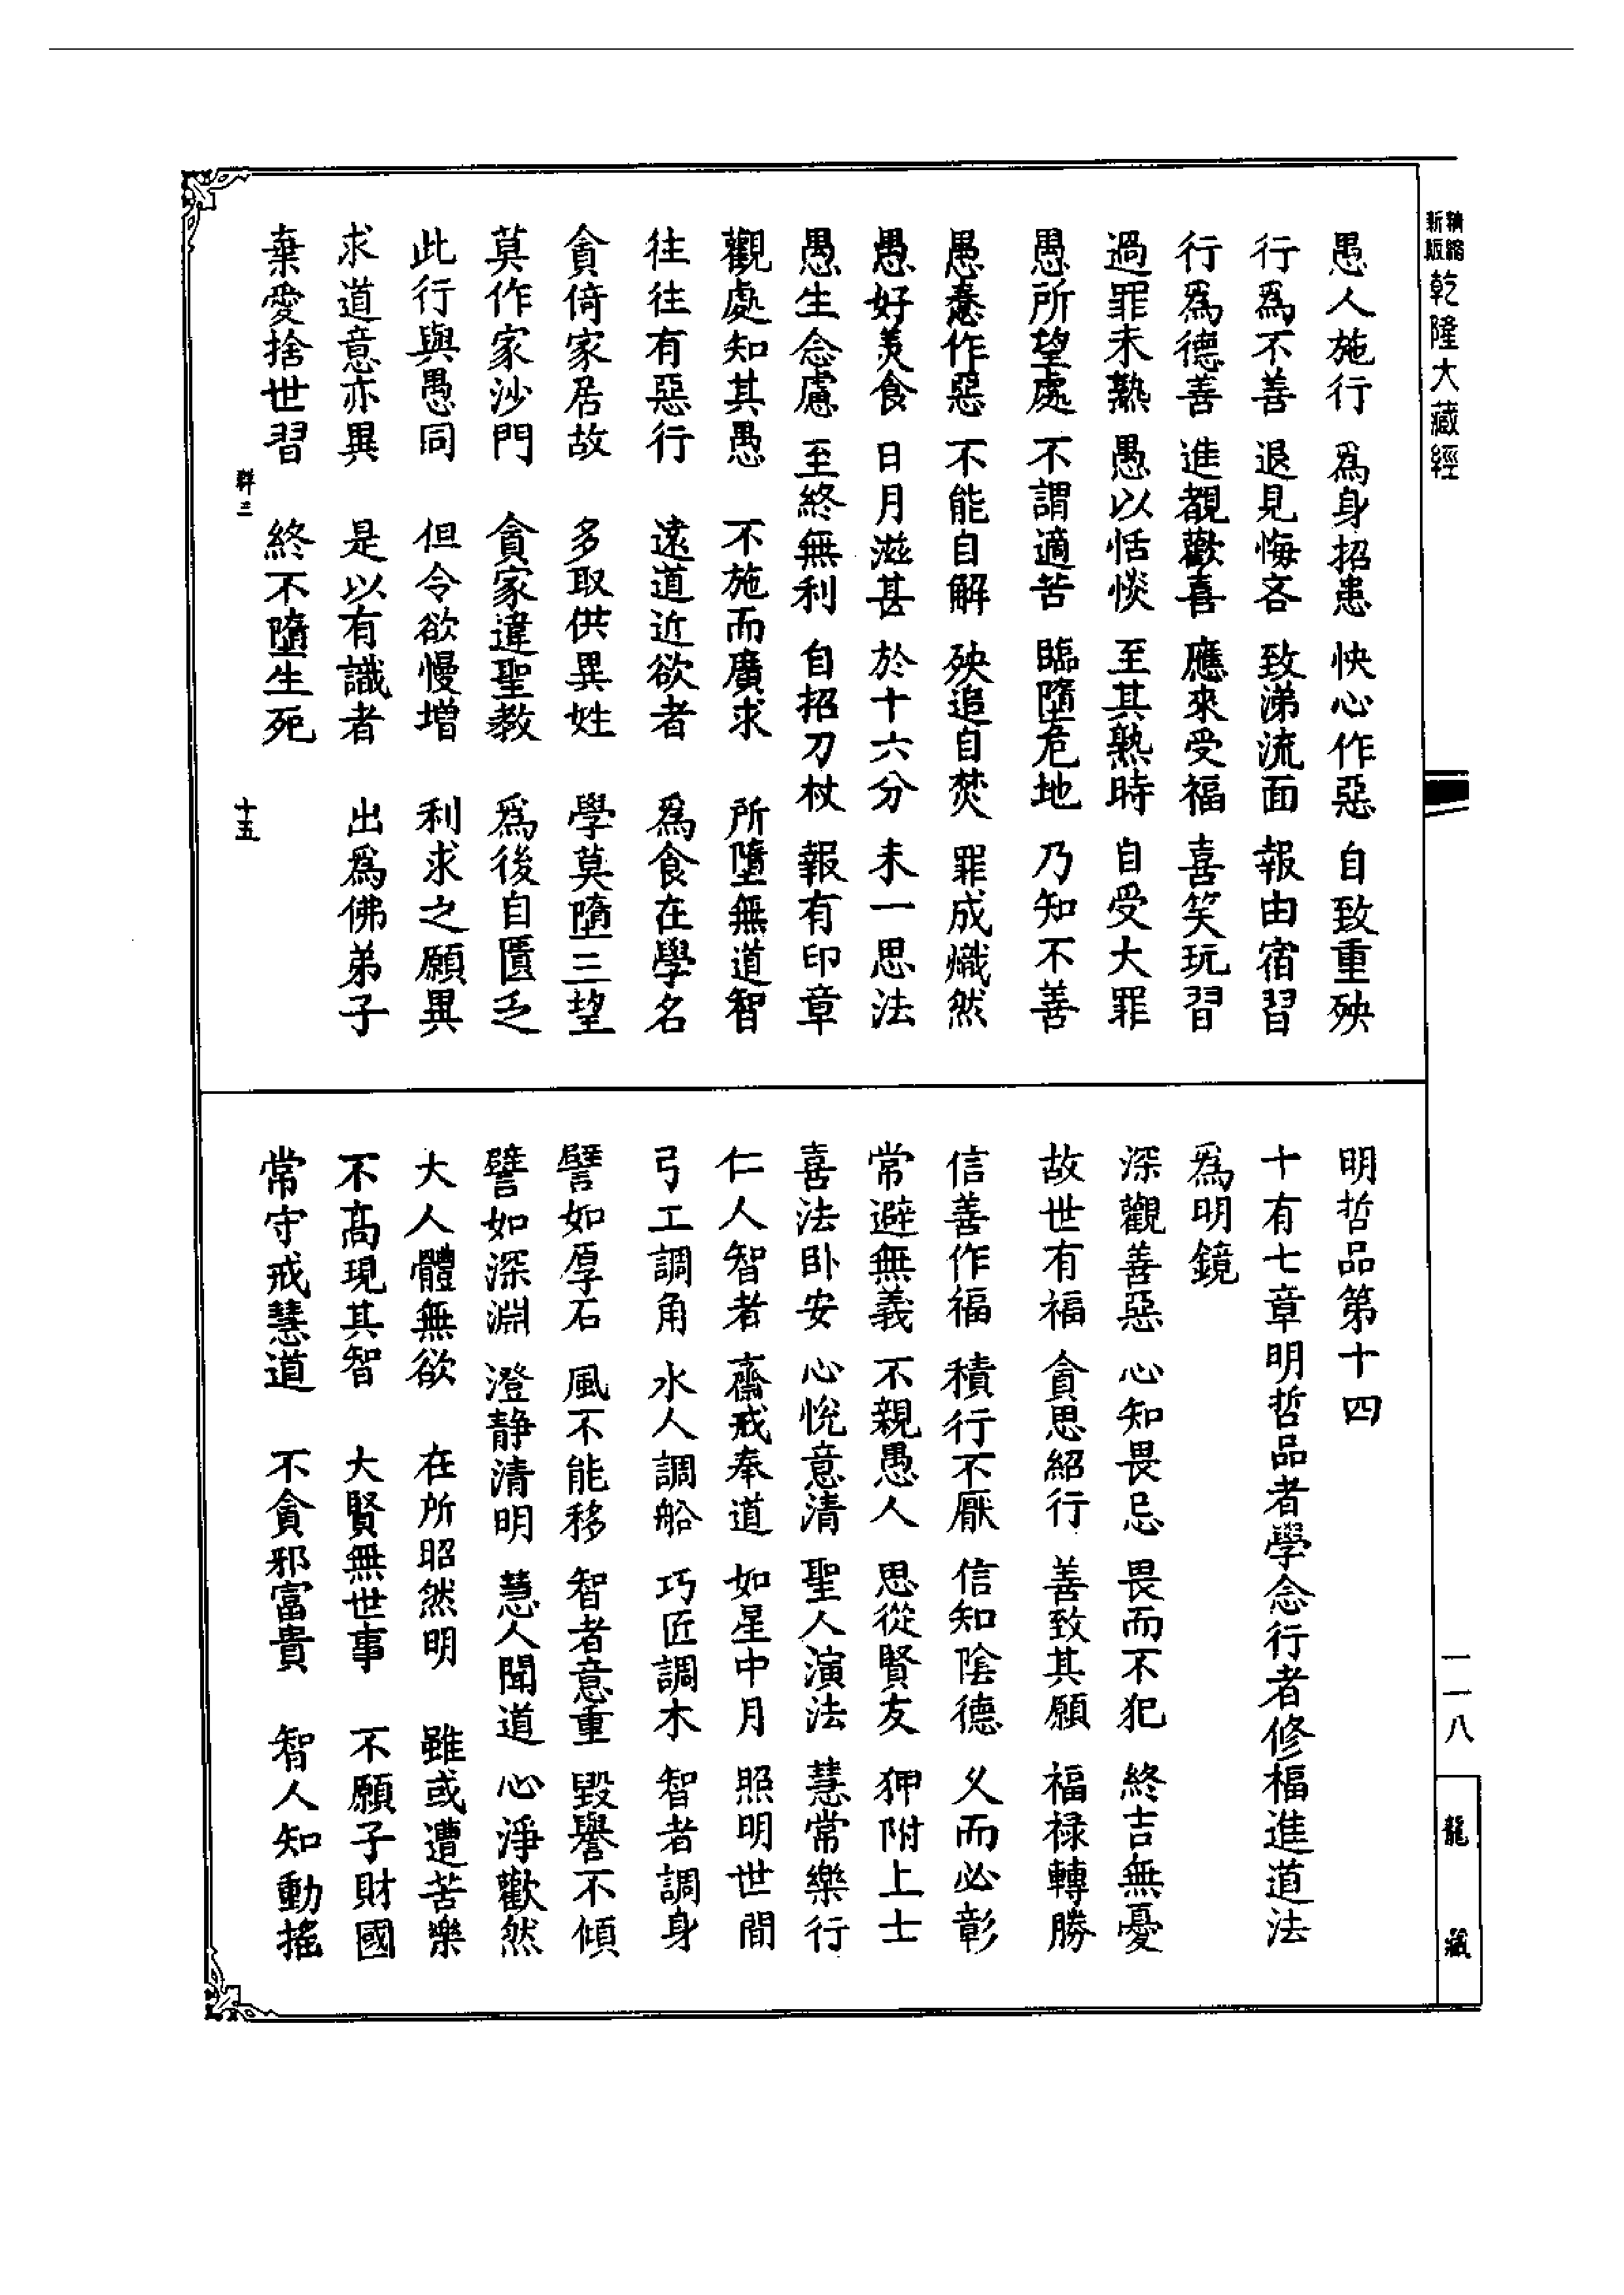 新版 精縮 乾隆大藏經
愚人施行 為身招患 快心作惡 自致重殃
行為不善 退見悔吝 致涕流面 報由宿習
行為德善 進覩歡喜 應來受福 喜笑玩習
過罪未熟 愚以恬惔 至其熟時 自受大罪
愚所望處 不謂適苦 臨墮危地 乃知不善
愚惷作惡 不能自解 殃追自焚 罪成熾然
愚好美食 日月滋甚 於十六分 未一思法
愚生念慮 至終無利 自招刀杖 報有印章
觀處知其愚 不施而廣求 所墮無道智
往往有惡行 遠道近欲者 為食在學名
貪倚家居故 多取供異姓 學莫墮三望
莫作家沙門 貪家違聖教 為後自匱乏
此行與愚同 但令欲慢增 利求之願異
求道意亦異 是以有識者 出為佛弟子
棄愛捨世習 終不墮生死
群三 十五
明哲品第十四
十有七章明哲品者學念行者修福進道法
為明鏡
深觀善惡 心知畏忌 畏而不犯 終吉無憂
故世有福 貪思紹行 善致其願 福祿轉勝
信善作福 積行不厭 信知陰德 乆而必彰
常避無義 不親愚人 思從賢友 狎附上士
喜法臥安 心悅意清 聖人演法 慧常樂行
仁人智者 齋戒奉道 如星中月 照明世間
弓工調角 水人調船 巧匠調木 智者調身
譬如厚石 風不能移 智者意重 毀譽不傾
譬如深淵 澄靜清明 慧人聞道 心淨歡然
大人體無欲 在所昭然明 雖或遭苦樂
不高現其智 大賢無世事 不願子財國
常守戒慧道 不貪邪富貴 智人知動搖
一一八
龍藏